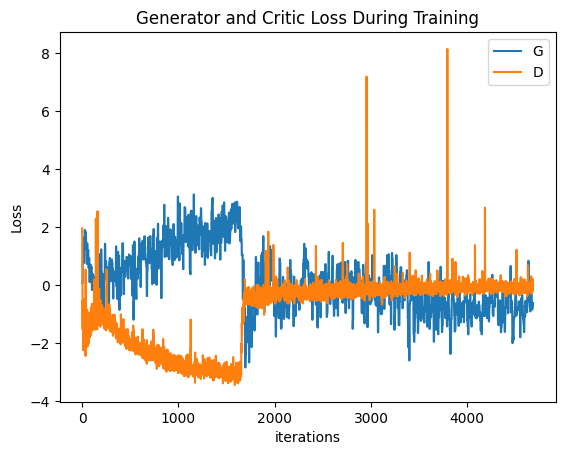 Generator and Critic Loss During Training
G
D
8
6
4
2
0
−2
−4
Loss
0
1000
2000
3000
4000
iterations